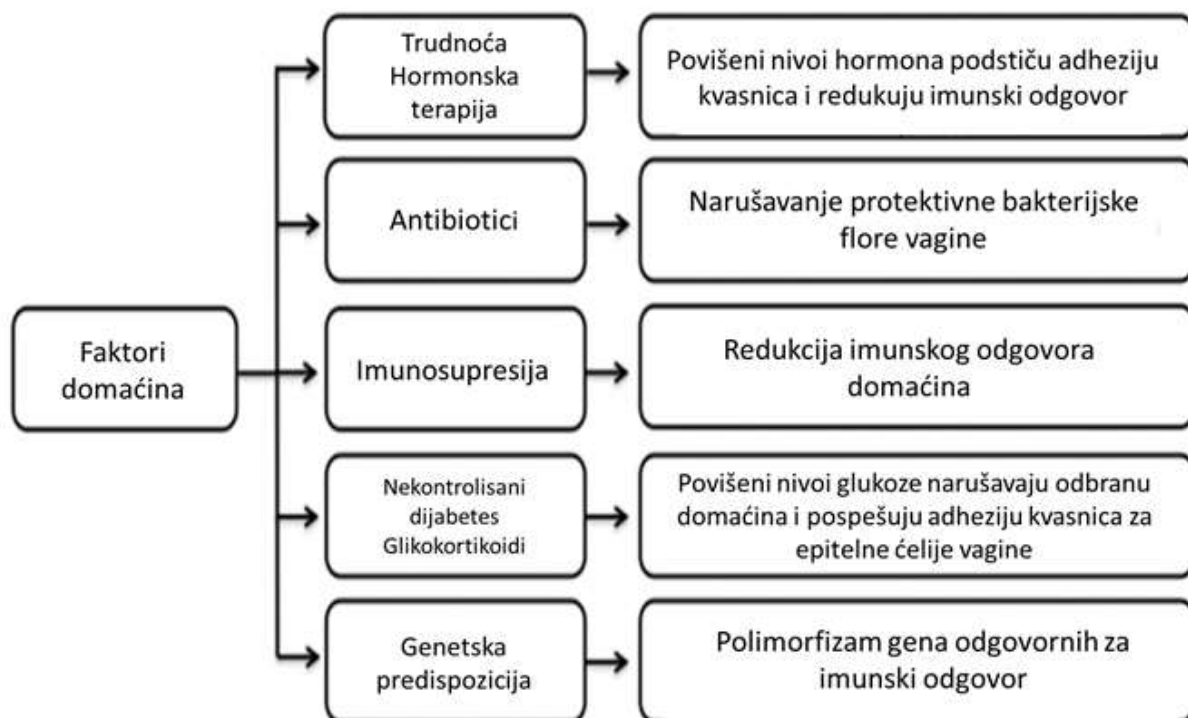 Faktori
domaćina
Trudnoća
Hormonska
terapija
Povišeni nivoi hormona podstiču adheziju
kvasnica i redukuju imunski odgovor
Antibiotici
Narušavanje protektivne bakterijske
flore vagine
Imunosupresija
Redukcija imunskog odgovora
domaćina
Nekontrolisani
dijabetes
Glikokortikoidi
Povišeni nivoi glukoze narušavaju odbranu
domaćina i pospešuju adheziju kvasnica za
epitelne ćelije vagine
Genetska
predispozicija
Polimorfizam gena odgovornih za
imunski odgovor